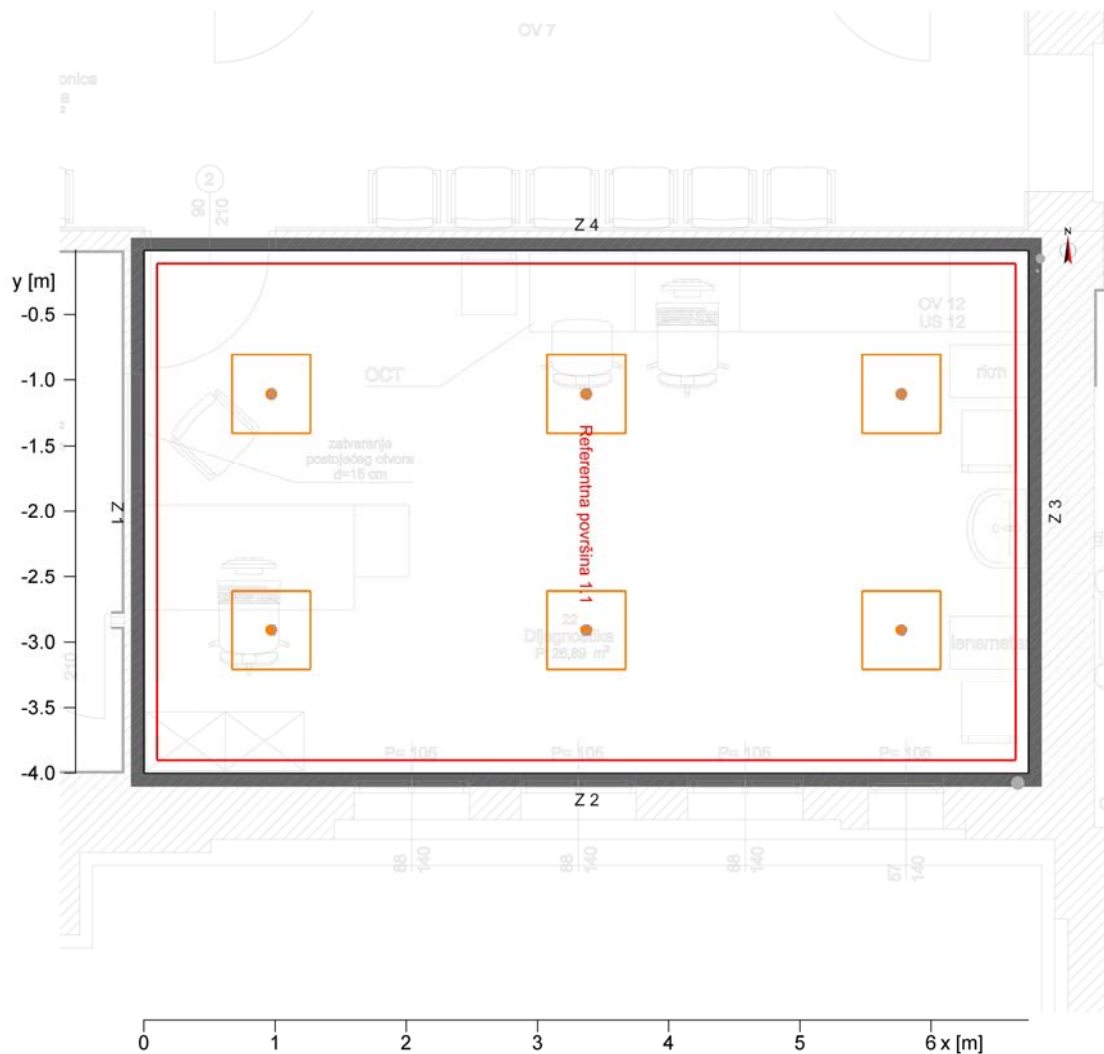 OV 7
onica
2
90
210
Z 4
N
y [m]
-0.5
-1.0
-1.5
-2.0
-2.5
-3.0
-3.5
-4.0
OV 12
US 12
OCT
rkm
zatvaranje
postojećeg otvora
d=15 cm
Referentna površina 1.1
Z 1
Z 3
22
Dijagnostika
P: 26,89 m²
lensmetar
210
P= 105
P= 105
P= 105
P= 105
Z 2
88
140
88
140
88
140
57
140
0
1
2
3
4
5
6
x [m]